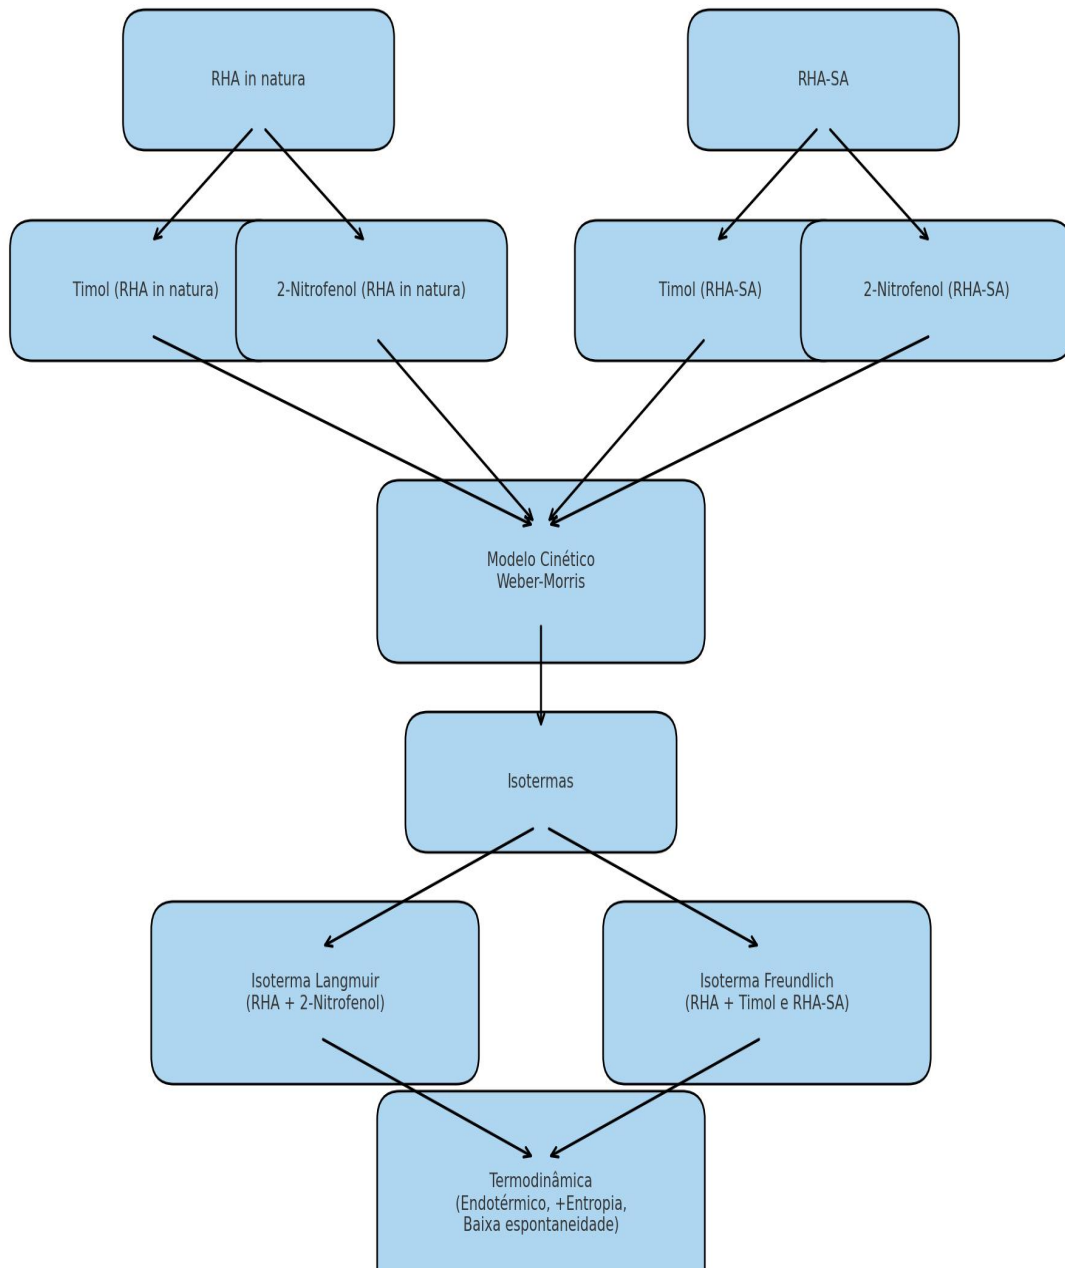 RHA in natura
RHA-SA
Timol (RHA in natura)
2-Nitrofenol (RHA in natura)
Timol (RHA-SA)
2-Nitrofenol (RHA-SA)
Modelo Cinético
Weber-Morris
Isotermas
Isoterma Langmuir
(RHA + 2-Nitrofenol)
Isoterma Freundlich
(RHA + Timol e RHA-SA)
Termodinâmica
(Endotérmico, +Entropia,
Baixa espontaneidade)